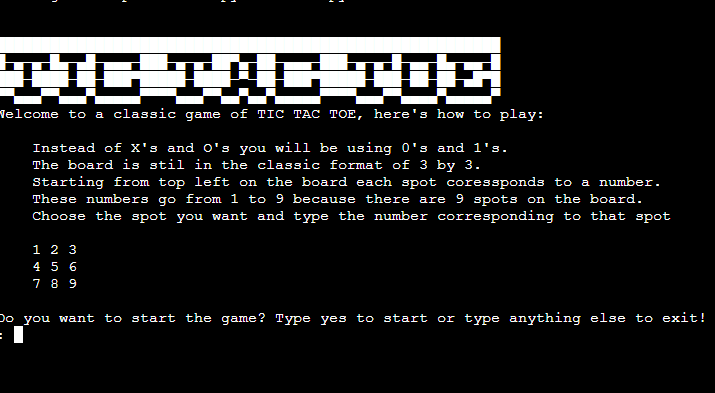 TIC TAC TOE
Welcome to a classic game of TIC TAC TOE, here's how to play:
Instead of X's and O's you will be using 0's and 1's.
The board is stil in the classic format of 3 by 3.
Starting from top left on the board each spot coressponds to a number.
These numbers go from 1 to 9 because there are 9 spots on the board.
Choose the spot you want and type the number corresponding to that spot
1 2 3
4 5 6
7 8 9
Do you want to start the game? Type yes to start or type anything else to exit!
: